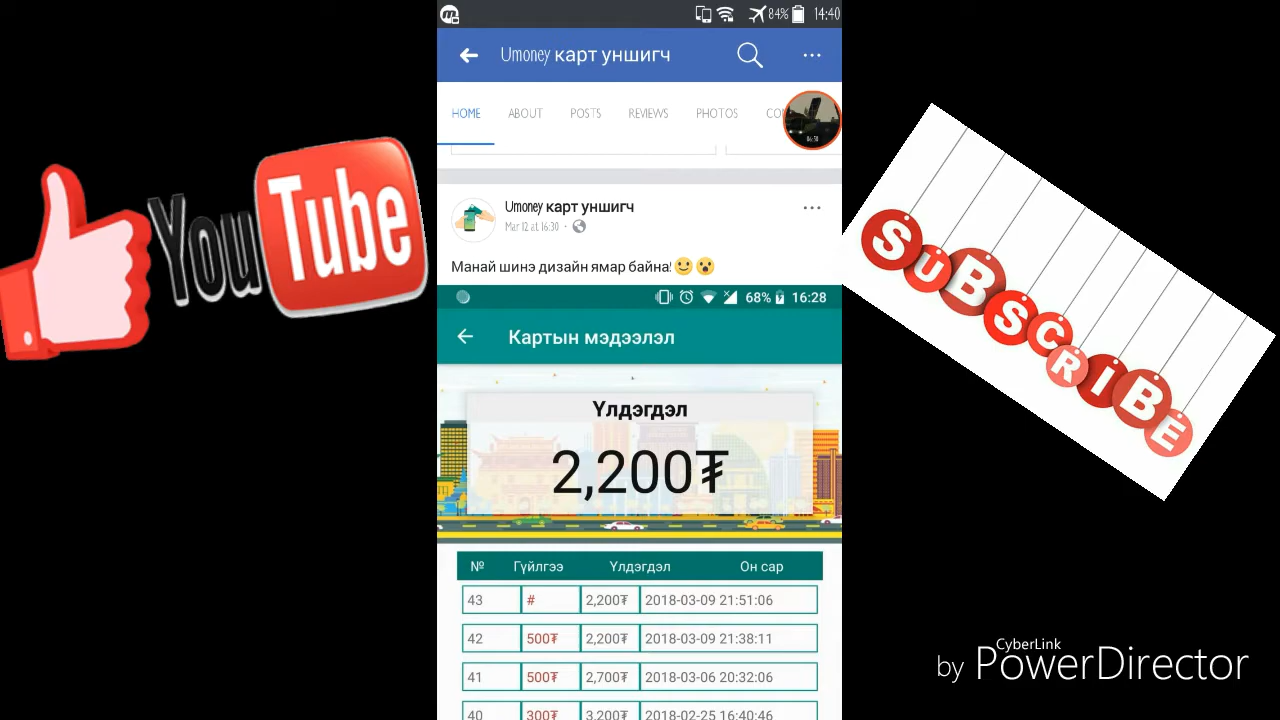 84% 14:40
Umoney карт уншигч
HOME ABOUT POSTS REVIEWS PHOTOS
Umoney карт уншигч
Mar 12 at 16:30
Манай шинэ дизайн ямар байна!
68% 16:28
Картын мэдээлэл
Үлдэгдэл
2,200₮
№ Гүйлгээ Үлдэгдэл Он сар
43 # 2,200₮ 2018-03-09 21:51:06
42 500₮ 2,200₮ 2018-03-09 21:38:11
41 500₮ 2,700₮ 2018-03-06 20:32:06
40 300₮ 3,200₮ 2018-02-25 16:40:46
YouTube
SUBSCRIBE
by CyberLink PowerDirector